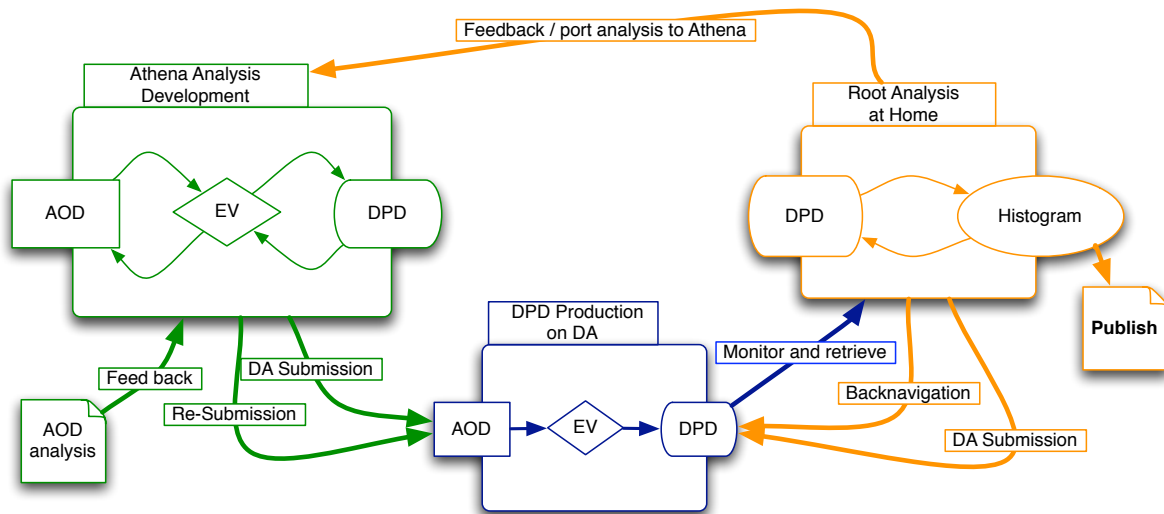 Feedback / port analysis to Athena
Athena Analysis
Development
AOD
EV
DPD
Root Analysis
at Home
DPD
Histogram
Publish
Feed back
DA Submission
Re-Submission
AOD
analysis
DPD Production
on DA
AOD
EV
DPD
Monitor and retrieve
Backnavigation
DA Submission